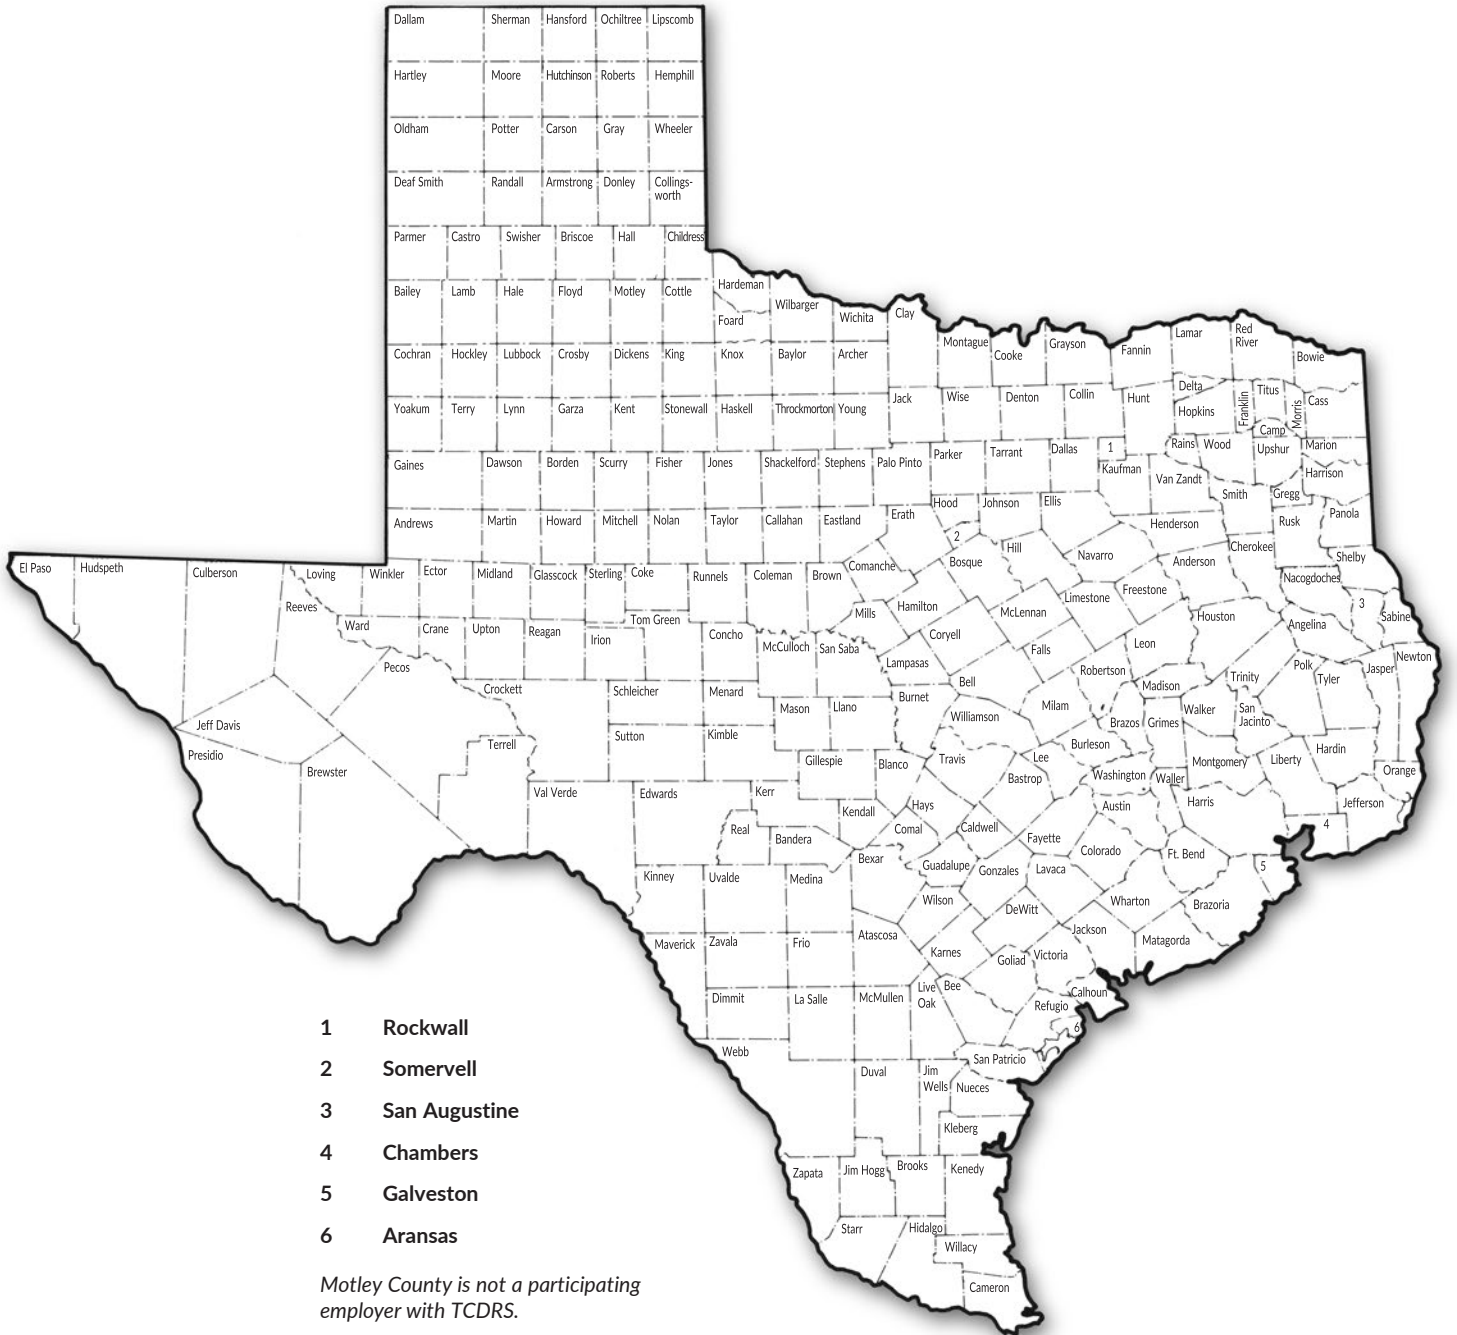 Dallam Sherman Hansford Ochiltree Lipscomb
Hartley Moore Hutchinson Roberts Hemphill
Oldham Potter Carson Gray Wheeler
Deaf Smith Randall Armstrong Donley Collings-
worth
Parmer Castro Swisher Briscoe Hall Childress
Bailey Lamb Hale Floyd Motley Cottle Hardeman
Wilbarger
Foard Wichita Clay
Cochran Hockley Lubbock Crosby Dickens King Knox Baylor Archer Montague Cooke Grayson Fannin Lamar Red
River
Bowie
Yoakum Terry Lynn Garza Kent Stonewall Haskell Throckmorton Young Jack Wise Denton Collin Hunt Delta
Hopkins Franklin Titus Morris Cass
Camp
Gaines Dawson Borden Scurry Fisher Jones Shackelford Stephens Palo Pinto Parker Tarrant Dallas 1 Rains Wood Upshur Marion
Kaufman Van Zandt Harrison
Andrews Martin Howard Mitchell Nolan Taylor Callahan Eastland Erath Hood Johnson Ellis Henderson Smith Gregg Rusk Panola
2
El Paso Hudspeth Culberson Loving Winkler Ector Midland Glasscock Sterling Coke Runnels Coleman Brown Comanche Bosque Hill Navarro Anderson Cherokee Nacogdoches Shelby
Reeves Ward Crane Upton Reagan Irion Tom Green Concho Mills Hamilton McLennan Limestone Freestone Houston Angelina 3 Sabine
McCulloch San Saba Coryell Falls Leon
Pecos Lampasas Robertson Trinity Polk Tyler Jasper Newton
Crockett Schleicher Menard Burnet Bell Madison
Mason Llano Williamson Milam Brazos Grimes Walker San
Jacinto
Jeff Davis Sutton Kimble Burleson
Presidio Terrell Gillespie Blanco Travis Lee Montgomery Liberty Hardin
Brewster Bastrop Washington Waller Orange
Val Verde Edwards Kerr Kendall Hays Austin Harris Jefferson
Real Bandera Comal Caldwell Fayette 4
Bexar Guadalupe Gonzales Lavaca Colorado Ft. Bend 5
Kinney Uvalde Medina Wilson DeWitt Wharton Brazoria
Maverick Zavala Frio Atascosa Karnes Goliad Victoria Jackson Matagorda
Dimmit La Salle McMullen Live
Oak
Bee Refugio Calhoun
6
Webb San Patricio
Duval Jim
Wells
Nueces
Kleberg
Zapata Jim Hogg Brooks Kenedy
Starr Hidalgo
Willacy
Cameron
1 Rockwall
2 Somervell
3 San Augustine
4 Chambers
5 Galveston
6 Aransas
Motley County is not a participating
employer with TCDRS.